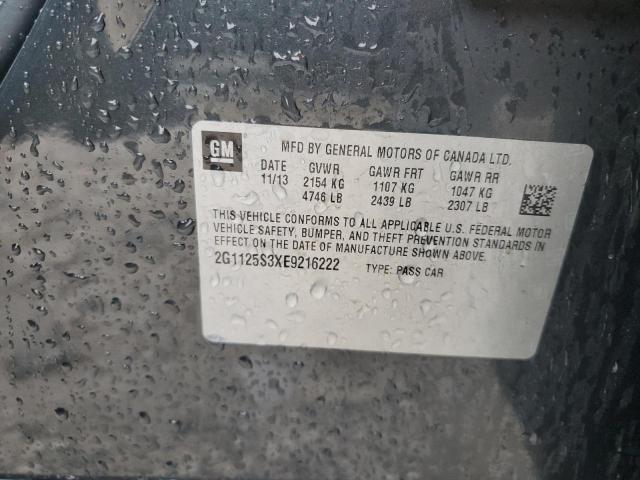 GM
MFD BY GENERAL MOTORS OF CANADA LTD.
DATE GVWR GAWR FRT GAWR RR
11/13 2154 KG 1107 KG 1047 KG
4746 LB 2439 LB 2307 LB
THIS VEHICLE CONFORMS TO ALL APPLICABLE U.S. FEDERAL MOTOR
VEHICLE SAFETY, BUMPER, AND THEFT PREVENTION STANDARDS IN
EFFECT ON THE DATE OF MANUFACTURE SHOWN ABOVE.
2G1125S3XE9216222 TYPE: PASS CAR